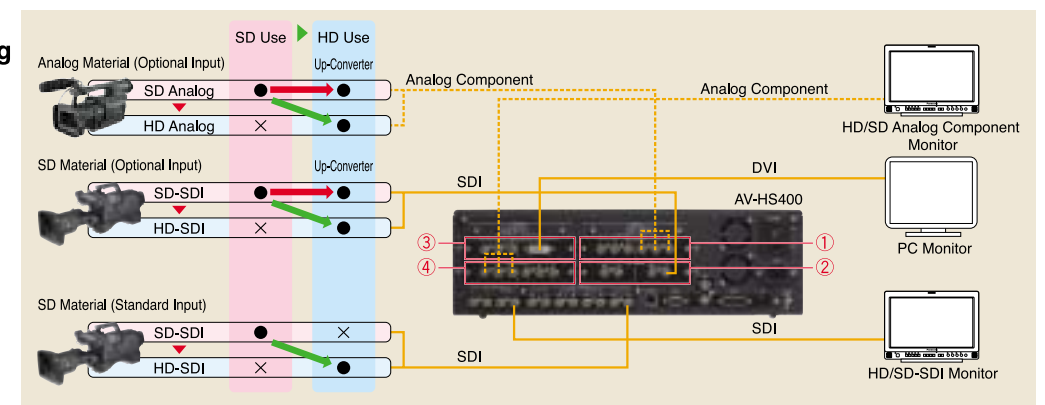 g
SD Use HD Use
Analog Material (Optional Input)
Up-Converter
SD Analog ● ●
HD Analog × ●
Analog Component
Analog Component
HD/SD Analog Component
Monitor
SD Material (Optional Input)
Up-Converter
SD-SDI ● ●
HD-SDI × ●
SDI
DVI
AV-HS400
PC Monitor
③
④
①
②
SD Material (Standard Input)
SD-SDI ● ×
HD-SDI × ●
SDI
SDI
HD/SD-SDI Monitor